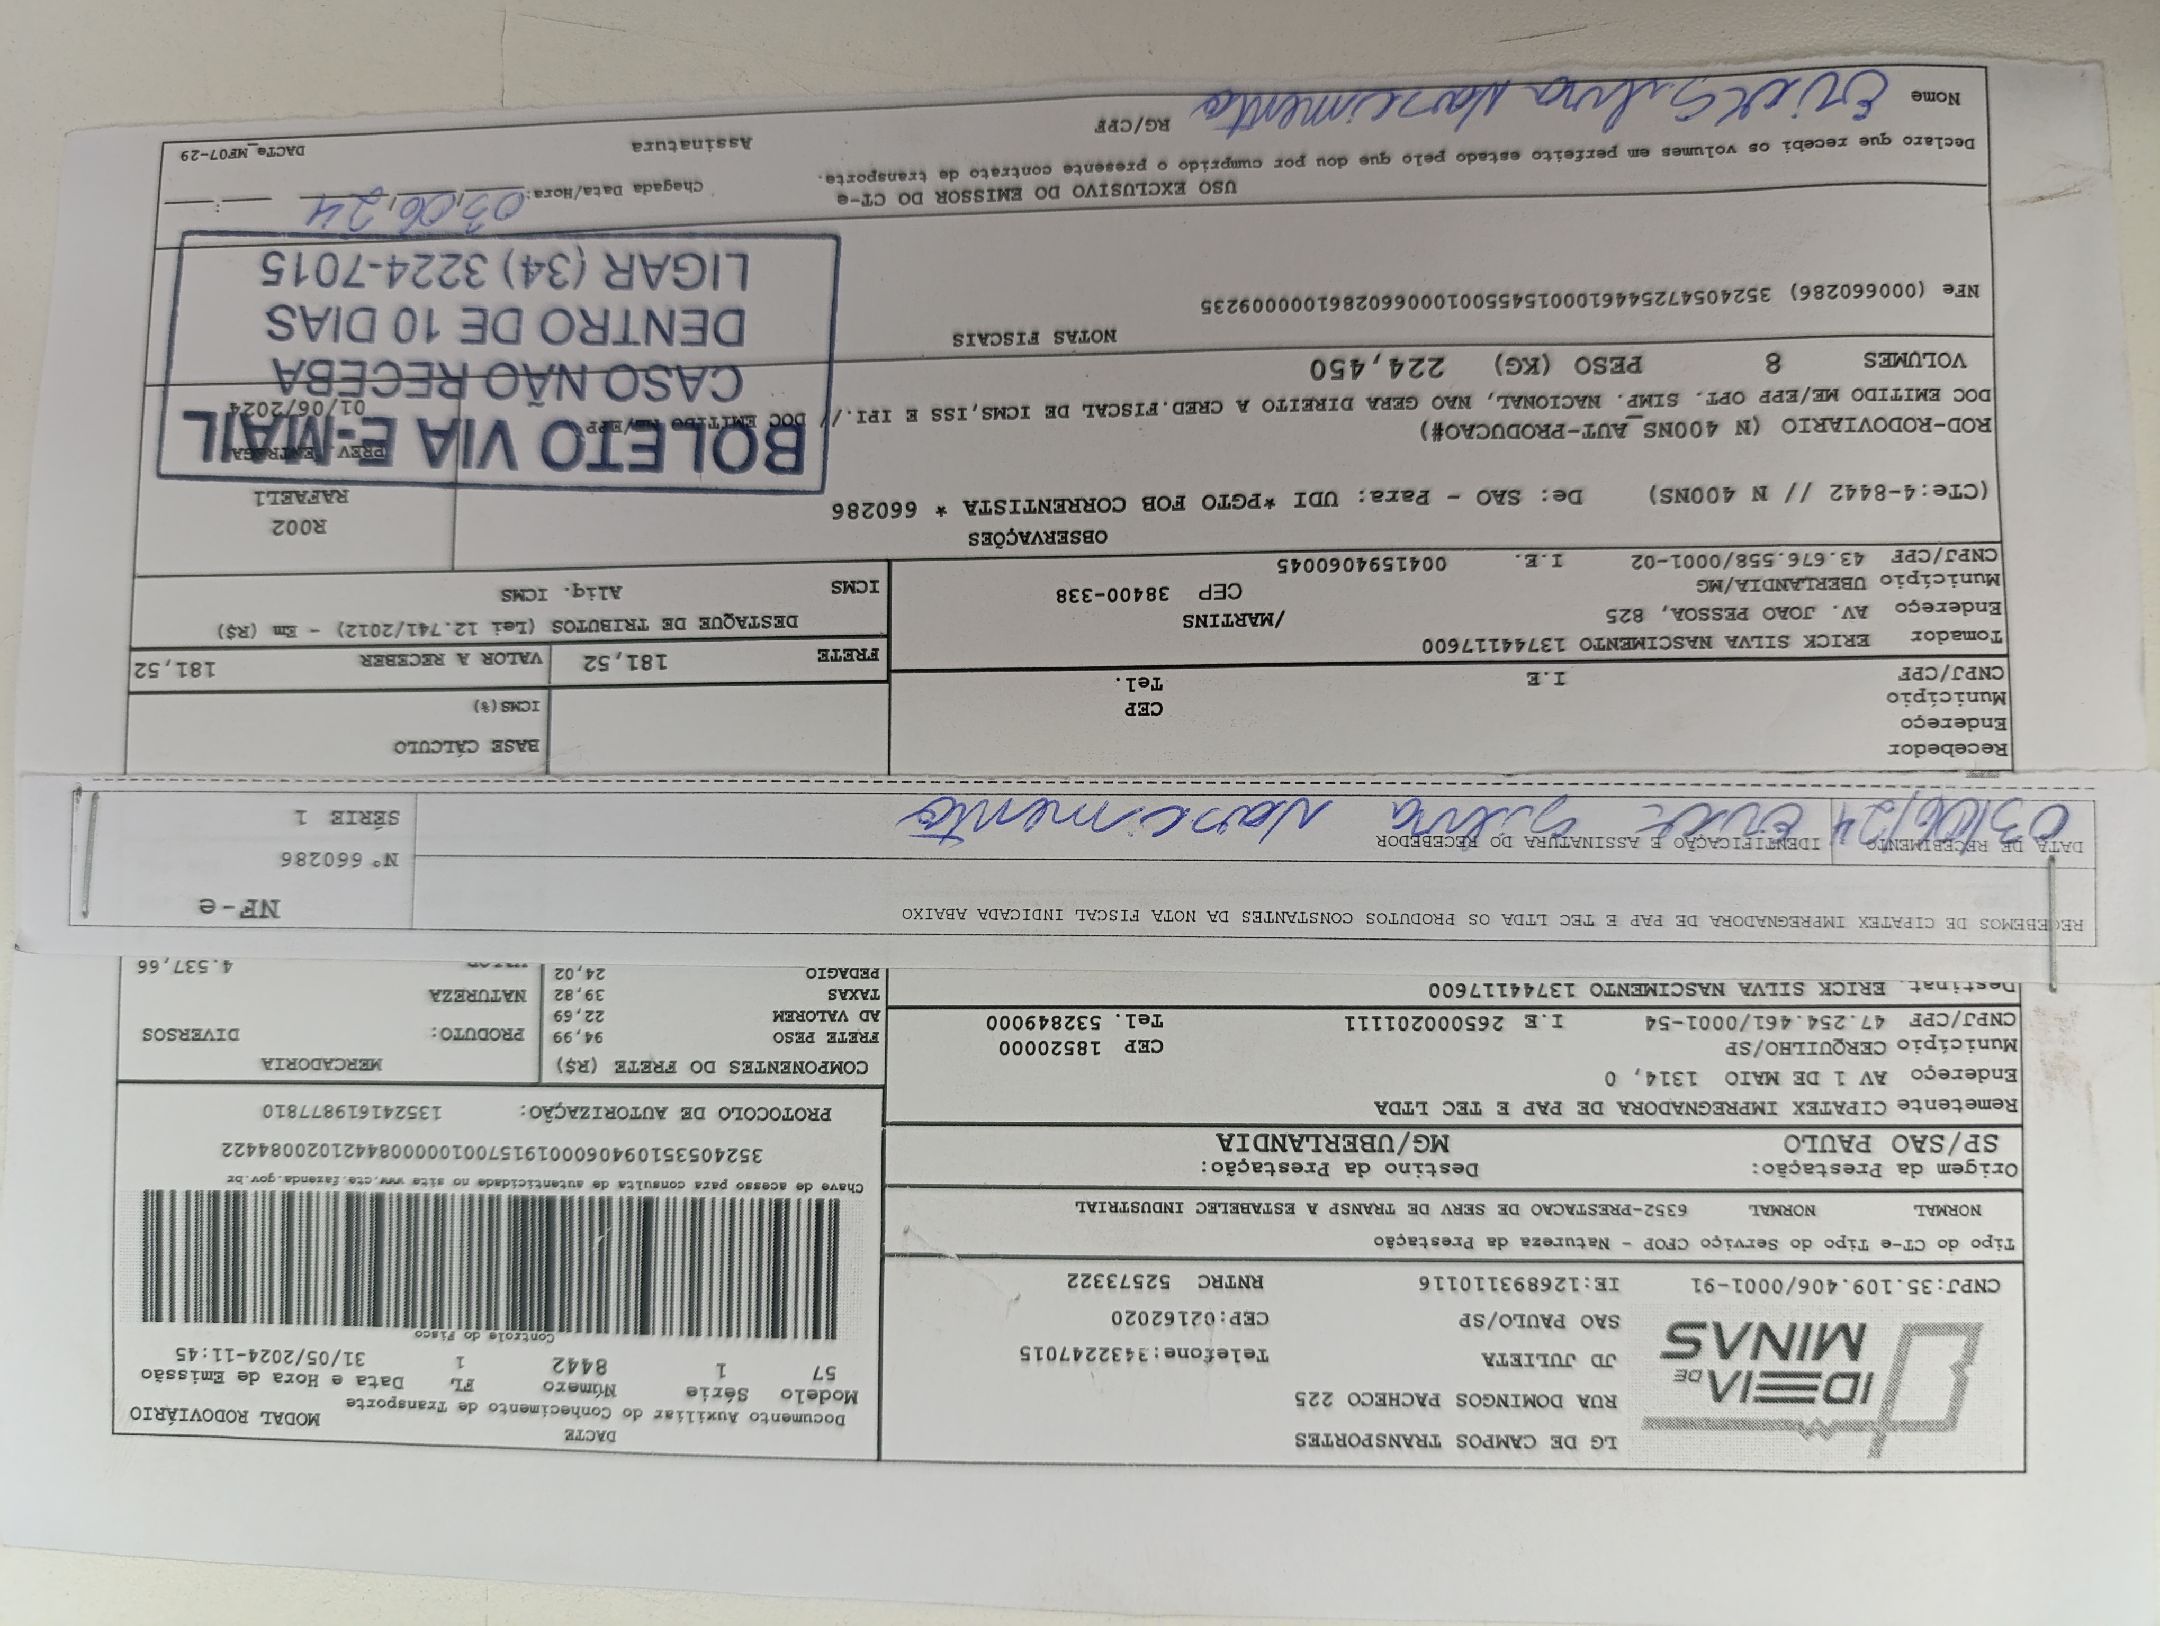 IDEIA DE
MINAS
LG DE CAMPOS TRANSPORTES
RUA DOMINGOS PACHECO 225
JD JULIETA
Telefone:3432247015
SAO PAULO/SP
CEP:02162020
CNPJ:35.109.406/0001-91
IE:126893110116
RNTRC 52573322
DACTE
Documento Auxiliar do Conhecimento de Transporte
MODAL RODOVIÁRIO
Modelo Série Número FL Data e Hora de Emissão
57 1 8442 1 31/05/2024-11:45
Controle do Fisco
Chave de acesso para consulta de autenticidade no site www.cte.fazenda.gov.br
35240535109406000191570010000084421020084422
PROTOCOLO DE AUTORIZAÇÃO: 135241619877810
Tipo do CT-e Tipo do Serviço CFOP - Natureza da Prestação
NORMAL NORMAL 6352-PRESTACAO DE SERV DE TRANSP A ESTABELEC INDUSTRIAL
Origem da Prestação: Destino da Prestação:
SP/SAO PAULO MG/UBERLANDIA
Remetente CIPATEX IMPREGNADORA DE PAP E TEC LTDA
Endereço AV 1 DE MAIO 1314, 0
Município CERQUILHO/SP CEP 18520000
CNPJ/CPF 47.254.461/0001-54 I.E 265000201111 Tel. 532849000
Destinat. ERICK SILVA NASCIMENTO 13744117600
COMPONENTES DO FRETE (R$)
FRETE PESO 94,99
AD VALOREM 22,69
TAXAS 39,82
PEDAGIO 24,02
MERCADORIA
PRODUTO: DIVERSOS
NATUREZA
4.537,66
RECEBEMOS DE CIPATEX IMPREGNADORA DE PAP E TEC LTDA OS PRODUTOS CONSTANTES DA NOTA FISCAL INDICADA ABAIXO
NF-e
Nº 660286
SÉRIE 1
DATA DE RECEBIMENTO IDENTIFICAÇÃO E ASSINATURA DO RECEBEDOR
03/06/24 Erick Silva Nascimento
Recebedor
Endereço
Município CEP
CNPJ/CPF I.E Tel.
BASE CÁLCULO
ICMS(%)
FRETE 181,52 VALOR A RECEBER 181,52
Tomador ERICK SILVA NASCIMENTO 13744117600
Endereço AV. JOAO PESSOA, 825 /MARTINS
Município UBERLANDIA/MG CEP 38400-338
CNPJ/CPF 43.676.558/0001-02 I.E. 0041594060045
DESTAQUE DE TRIBUTOS (Lei 12.741/2012) - Em (R$)
ICMS Aliq. ICMS
OBSERVAÇÕES
(CTe:4-8442 // N 400NS) De: SAO - Para: UDI *PGTO FOB CORRENTISTA * 660286
ROD-RODOVIARIO (N 400NS_AUT-PRODUCAO#)
DOC EMITIDO ME/EPP OPT. SIMP. NACIONAL, NAO GERA DIREITO A CRED.FISCAL DE ICMS,ISS E IPI.// DOC EMITIDO ME/EPP
R002
RAFAEL1
PREV. ENTREGA
01/06/2024
VOLUMES 8 PESO (KG) 224,450
NOTAS FISCAIS
NFe (000660286) 35240547254461000154550010006602861000009235
BOLETO VIA E-MAIL
CASO NÃO RECEBA
DENTRO DE 10 DIAS
LIGAR (34) 3224-7015
USO EXCLUSIVO DO EMISSOR DO CT-e
Declaro que recebi os volumes em perfeito estado pelo que dou por cumprido o presente contrato de transporte.
Chegada Data/Hora: 03/06/24
Nome Erick Silva Nascimento RG/CPF Assinatura
DACTe_MF07-29